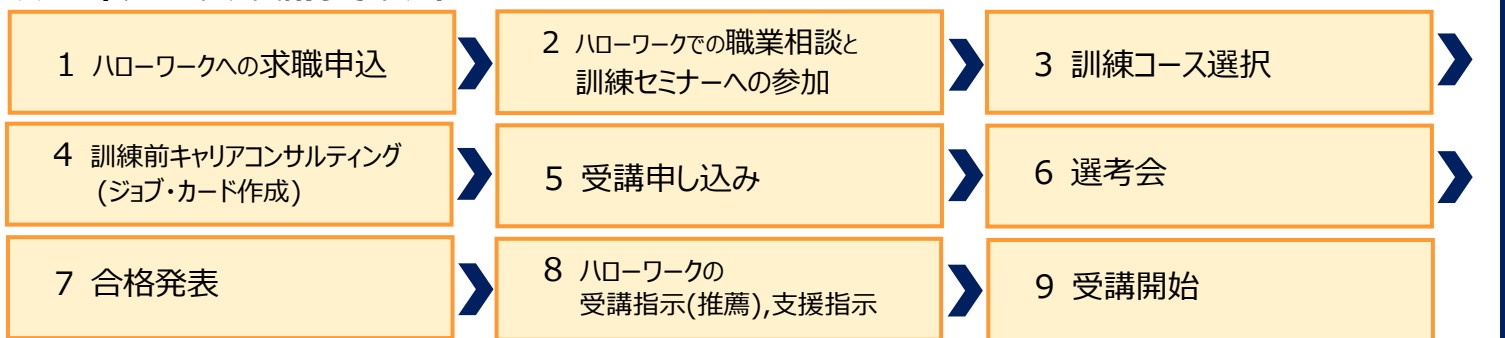 1 ハローワークへの求職申込
2 ハローワークでの職業相談と
訓練セミナーへの参加
3 訓練コース選択
4 訓練前キャリアコンサルティング
(ジョブ・カード作成)
5 受講申し込み
6 選考会
7 合格発表
8 ハローワークの
受講指示(推薦),支援指示
9 受講開始